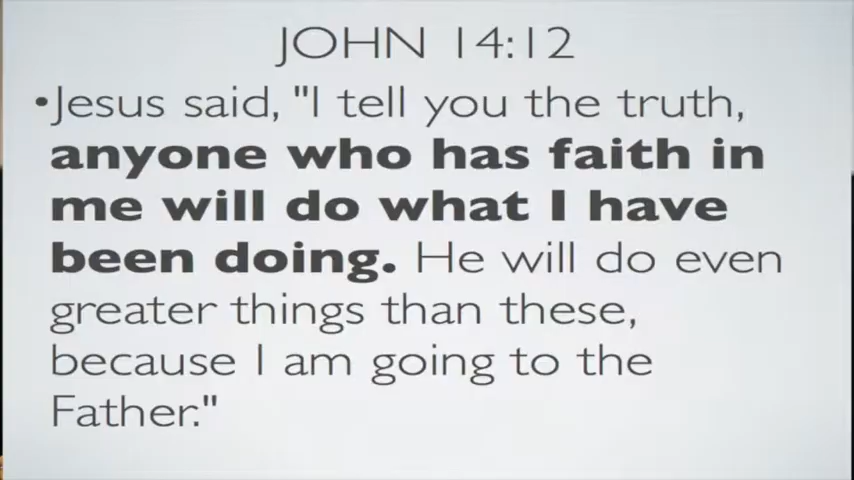 JOHN 14:12
•Jesus said, "I tell you the truth,
anyone who has faith in
me will do what I have
been doing. He will do even
greater things than these,
because I am going to the
Father."